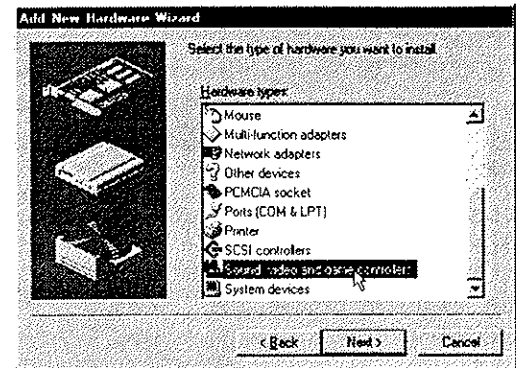 Add New Hardware Wizard
Select the type of hardware you want to install.
Hardware types:
Mouse
Multi-function adapters
Network adapters
Other devices
PCMCIA socket
Ports (COM & LPT)
Printer
SCSI controllers
Sound, video and game controllers
System devices
< Back
Next >
Cancel